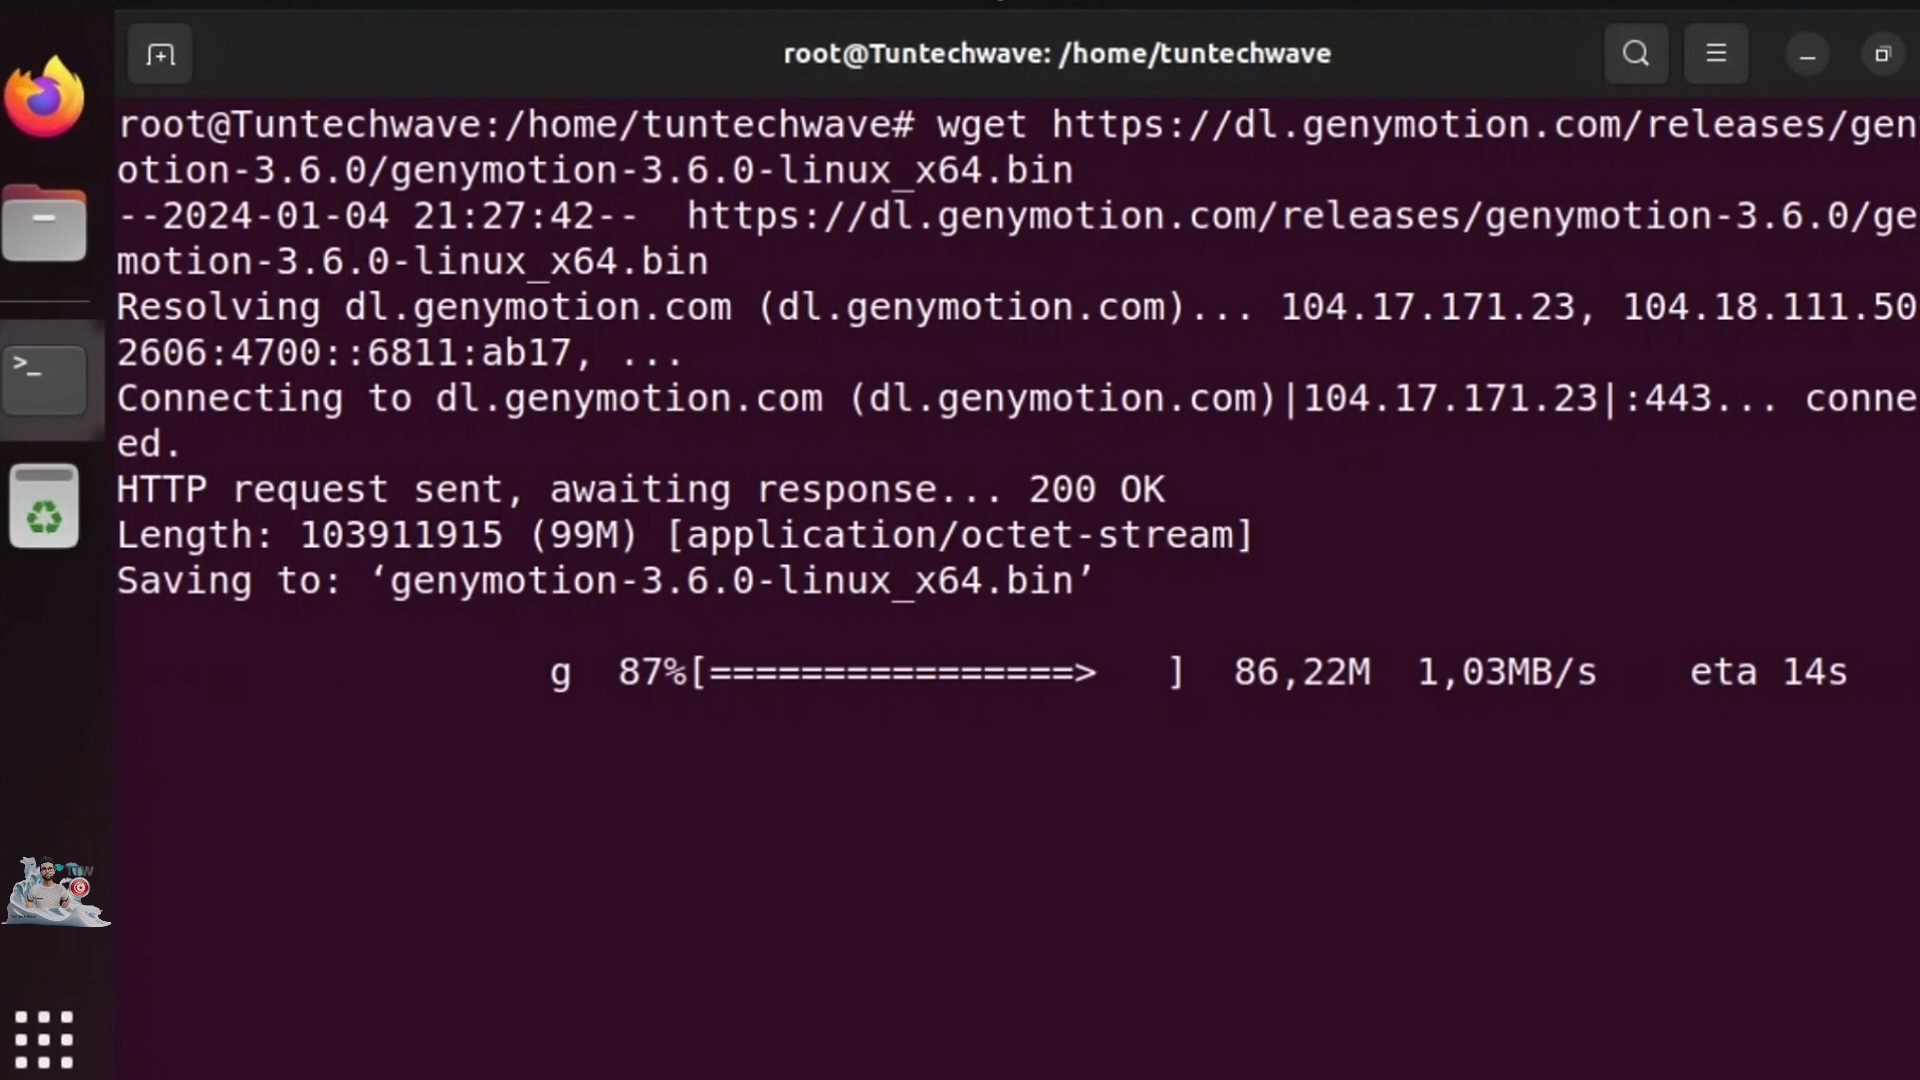 root@Tuntechwave: /home/tuntechwave
root@Tuntechwave:/home/tuntechwave# wget https://dl.genymotion.com/releases/gen
otion-3.6.0/genymotion-3.6.0-linux_x64.bin
--2024-01-04 21:27:42-- https://dl.genymotion.com/releases/genymotion-3.6.0/ge
motion-3.6.0-linux_x64.bin
Resolving dl.genymotion.com (dl.genymotion.com)... 104.17.171.23, 104.18.111.50
2606:4700::6811:ab17, ...
Connecting to dl.genymotion.com (dl.genymotion.com)|104.17.171.23|:443... conne
ed.
HTTP request sent, awaiting response... 200 OK
Length: 103911915 (99M) [application/octet-stream]
Saving to: ‘genymotion-3.6.0-linux_x64.bin’
g 87%[================> ] 86,22M 1,03MB/s eta 14s
>_